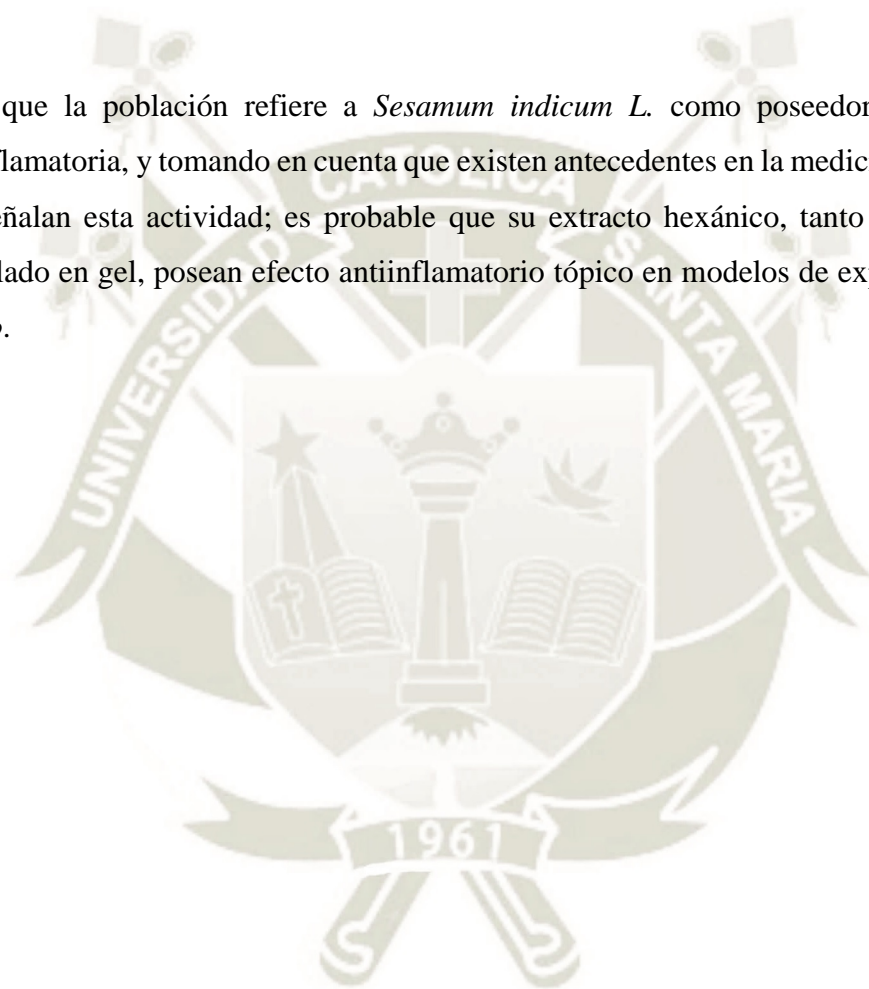 que la población refiere a Sesamum indicum L. como poseedor
flamatoria, y tomando en cuenta que existen antecedentes en la medic
eñalan esta actividad; es probable que su extracto hexánico, tanto
lado en gel, posean efecto antiinflamatorio tópico en modelos de ex
.
UNIVERSIDAD CATOLICA SANTA MARIA
1961